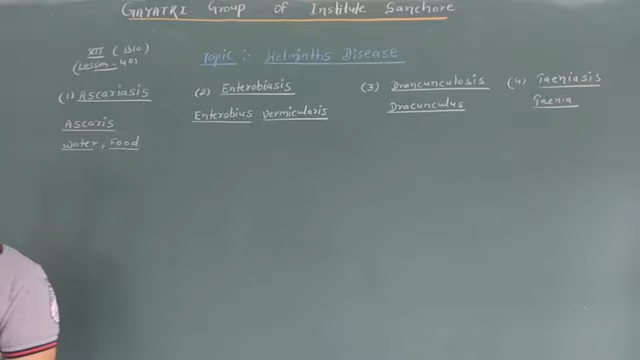 GAYATRI Group of Institute Sanchore
XII (BIO)
(Lesson-40)
Topic :- Helminths Disease
(1) Ascariasis
Ascaris
Water, Food
(2) Enterobiasis
Enterobius vermicularis
(3) Drancunculosis
Dracunculus
(4) Taeniasis
Taenia